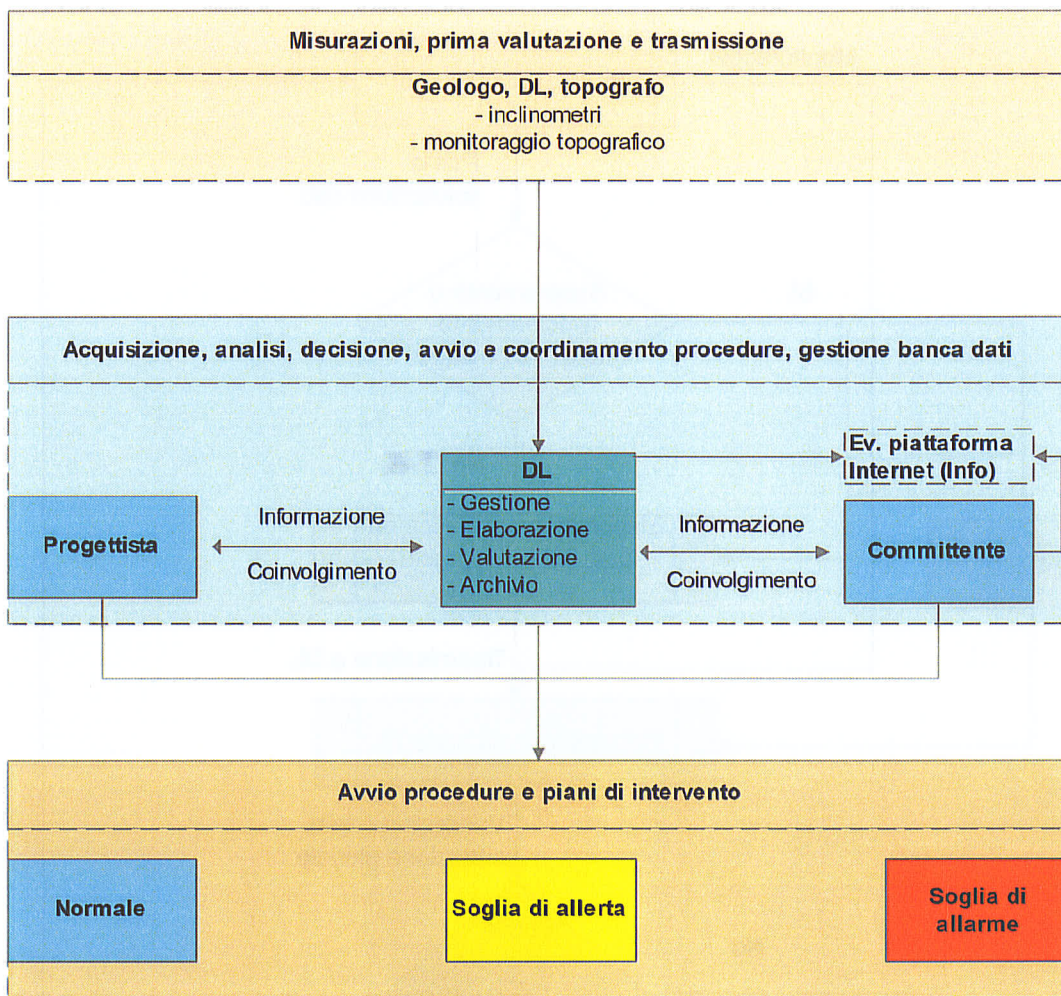 Misurazioni, prima valutazione e trasmissione
Geologo, DL, topografo
- inclinometri
- monitoraggio topografico
Acquisizione, analisi, decisione, avvio e coordinamento procedure, gestione banca dati
Ev. piattaforma
Internet (Info)
DL
- Gestione
- Elaborazione
- Valutazione
- Archivio
Progettista
Informazione
Coinvolgimento
Informazione
Coinvolgimento
Committente
Avvio procedure e piani di intervento
Normale
Soglia di allerta
Soglia di
allarme